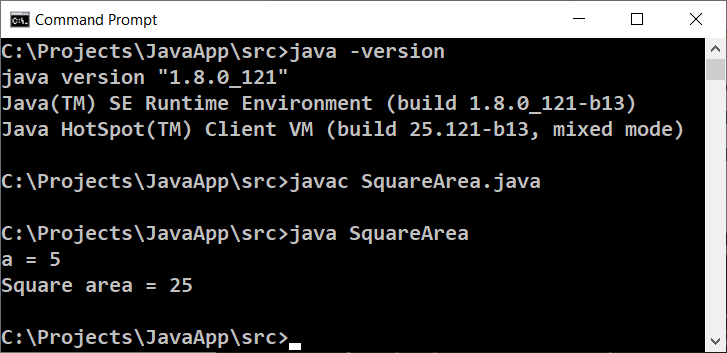 Command Prompt
C:\Projects\JavaApp\src>java -version
java version "1.8.0_121"
Java(TM) SE Runtime Environment (build 1.8.0_121-b13)
Java HotSpot(TM) Client VM (build 25.121-b13, mixed mode)
C:\Projects\JavaApp\src>javac SquareArea.java
C:\Projects\JavaApp\src>java SquareArea
a = 5
Square area = 25
C:\Projects\JavaApp\src>